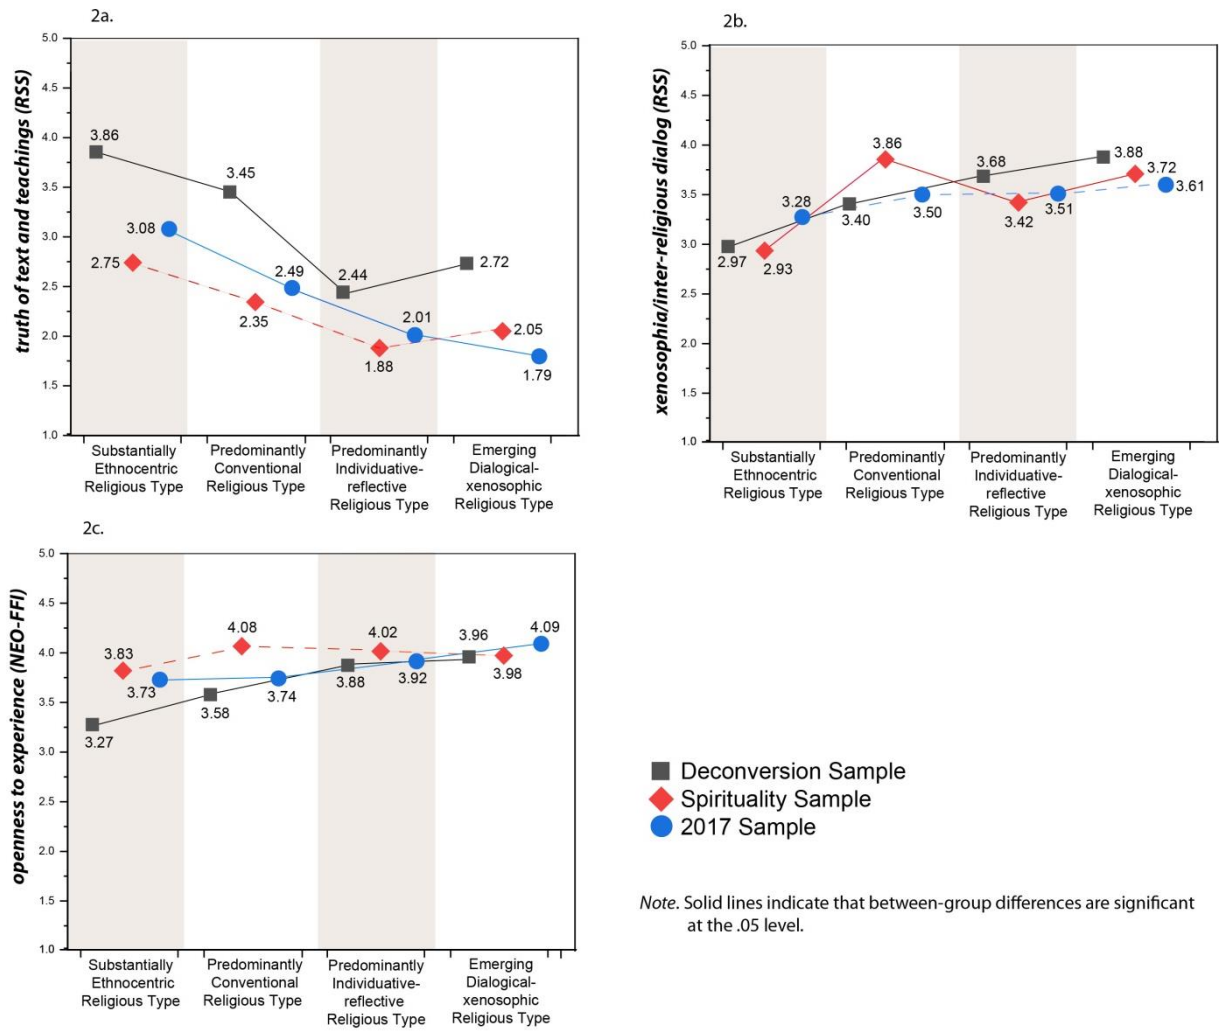 2a.
truth of text and teachings (RSS)
5.0
4.5
4.0
3.5
3.0
2.5
2.0
1.5
1.0
3.86
3.45
3.08
2.75
2.49
2.44
2.72
2.35
2.01
2.05
1.88
1.79
Substantially
Ethnocentric
Religious Type
Predominantly
Conventional
Religious Type
Predominantly
Individuative-
reflective
Religious Type
Emerging
Dialogical-
xenosophic
Religious Type
2b.
xenosophia/inter-religious dialog (RSS)
5.0
4.5
4.0
3.5
3.0
2.5
2.0
1.5
1.0
3.86
3.68
3.88
3.72
3.28
3.61
3.40
3.50
3.42
3.51
2.97
2.93
Substantially
Ethnocentric
Religious Type
Predominantly
Conventional
Religious Type
Predominantly
Individuative-
reflective
Religious Type
Emerging
Dialogical-
xenosophic
Religious Type
2c.
openness to experience (NEO-FFI)
5.0
4.5
4.0
3.5
3.0
2.5
2.0
1.5
1.0
3.83
4.08
4.02
3.96
4.09
3.73
3.58
3.74
3.88
3.92
3.98
3.27
Substantially
Ethnocentric
Religious Type
Predominantly
Conventional
Religious Type
Predominantly
Individuative-
reflective
Religious Type
Emerging
Dialogical-
xenosophic
Religious Type
Deconversion Sample
Spirituality Sample
2017 Sample
Note. Solid lines indicate that between-group differences are significant
at the .05 level.